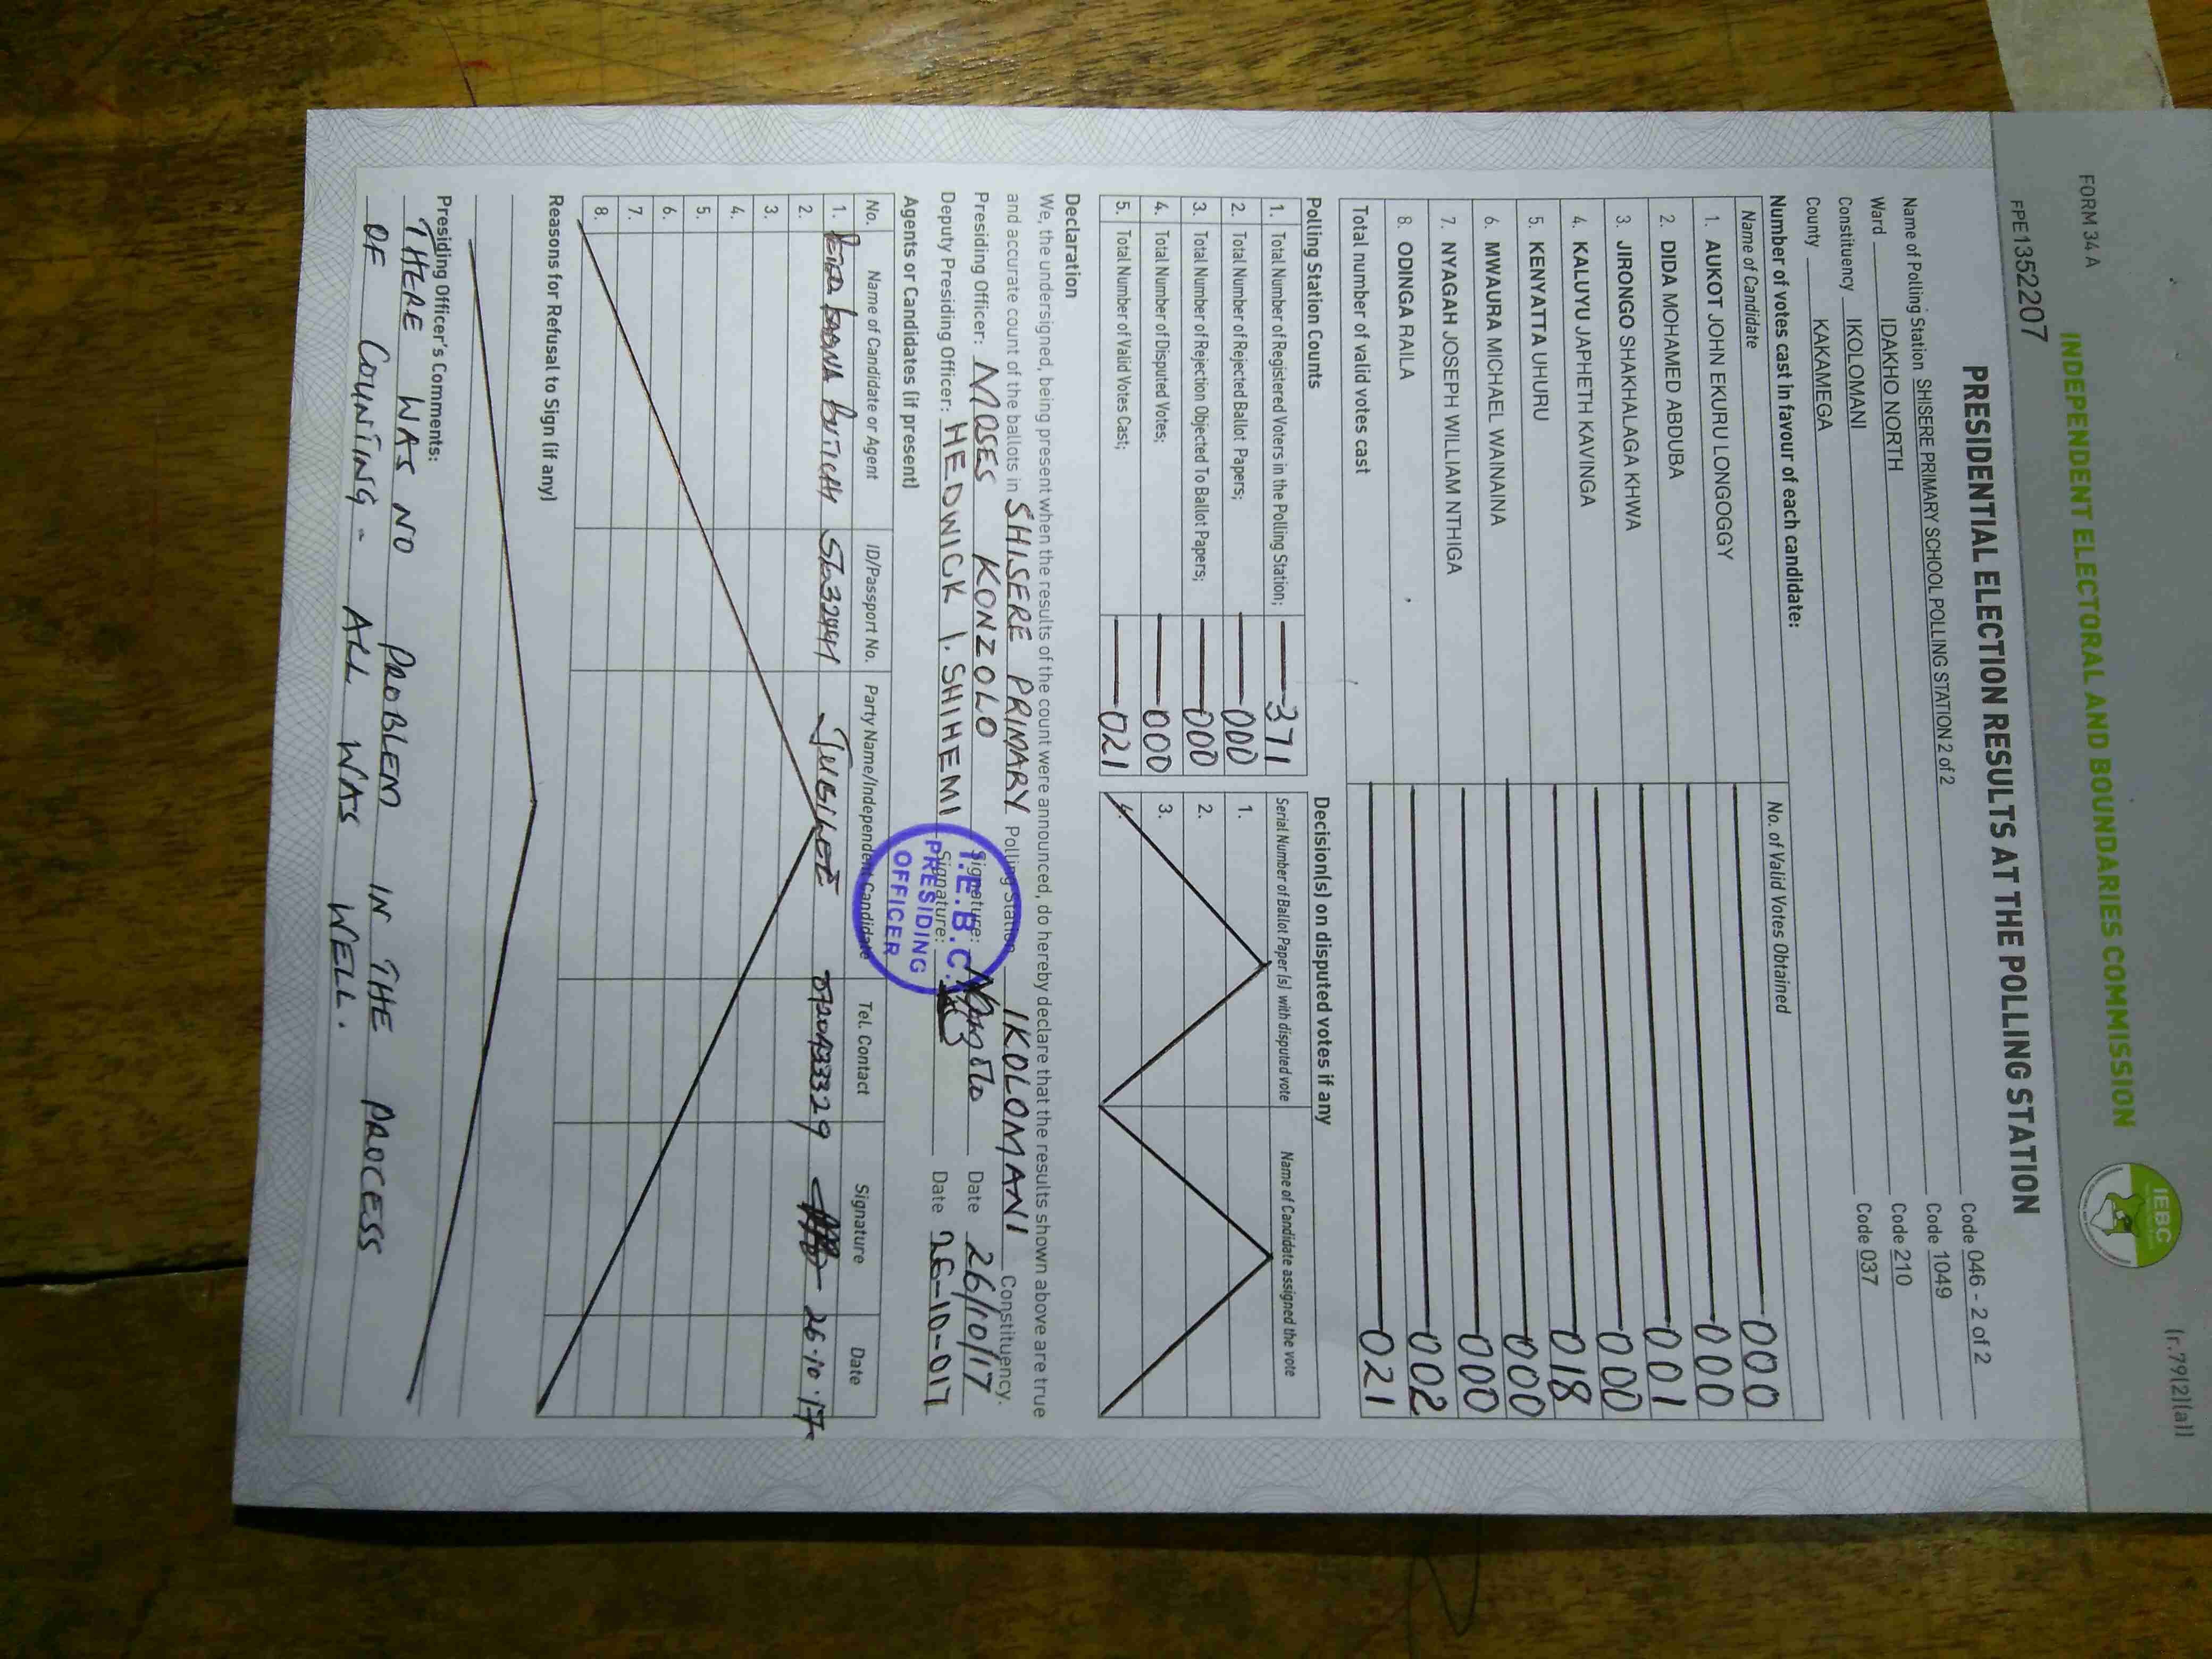 FORM 34 A
(r.79(2)(a))
INDEPENDENT ELECTORAL AND BOUNDARIES COMMISSION
IEBC
FPE1352207
PRESIDENTIAL ELECTION RESULTS AT THE POLLING STATION
Name of Polling Station SHISERE PRIMARY SCHOOL POLLING STATION 2 of 2 Code 046 - 2 of 2
Ward IDAKHO NORTH Code 1049
Constituency IKOLOMANI Code 210
County KAKAMEGA Code 037
Number of votes cast in favour of each candidate:
Name of Candidate No. of Valid Votes Obtained
1. AUKOT JOHN EKURU LONGOGGY 000
2. DIDA MOHAMED ABDUBA 000
3. JIRONGO SHAKHALAGA KHWA 001
4. KALUYU JAPHETH KAVINGA 000
5. KENYATTA UHURU 018
6. MWAURA MICHAEL WAINAINA 000
7. NYAGAH JOSEPH WILLIAM NTHIGA 000
8. ODINGA RAILA 002
Total number of valid votes cast 021
Polling Station Counts
1. Total Number of Registered Voters in the Polling Station; 371
2. Total Number of Rejected Ballot Papers; 000
3. Total Number of Rejection Objected To Ballot Papers; 000
4. Total Number of Disputed Votes; 000
5. Total Number of Valid Votes Cast; 021
Decision(s) on disputed votes if any
Serial Number of Ballot Paper (s) with disputed vote Name of Candidate assigned the vote
1.
2.
3.
4.
Declaration
We, the undersigned, being present when the results of the count were announced, do hereby declare that the results shown above are true
and accurate count of the ballots in SHISERE PRIMARY Polling Station IKOLOMANI Constituency.
Presiding Officer: MOSES KONZOLO Signature: Date 26/10/17
Deputy Presiding Officer: HEDWICK I. SHIHEMI Signature: Date 26-10-017
I.E.B.C.
PRESIDING
OFFICER
Agents or Candidates (if present)
No. Name of Candidate or Agent ID/Passport No. Party Name/Independent Candidate Tel. Contact Signature Date
1. JUBILEE 26.10.17
2.
3.
4.
5.
6.
7.
8.
Reasons for Refusal to Sign (if any)
Presiding Officer's Comments:
THERE WAS NO PROBLEM IN THE PROCESS
OF COUNTING - ALL WAS WELL.